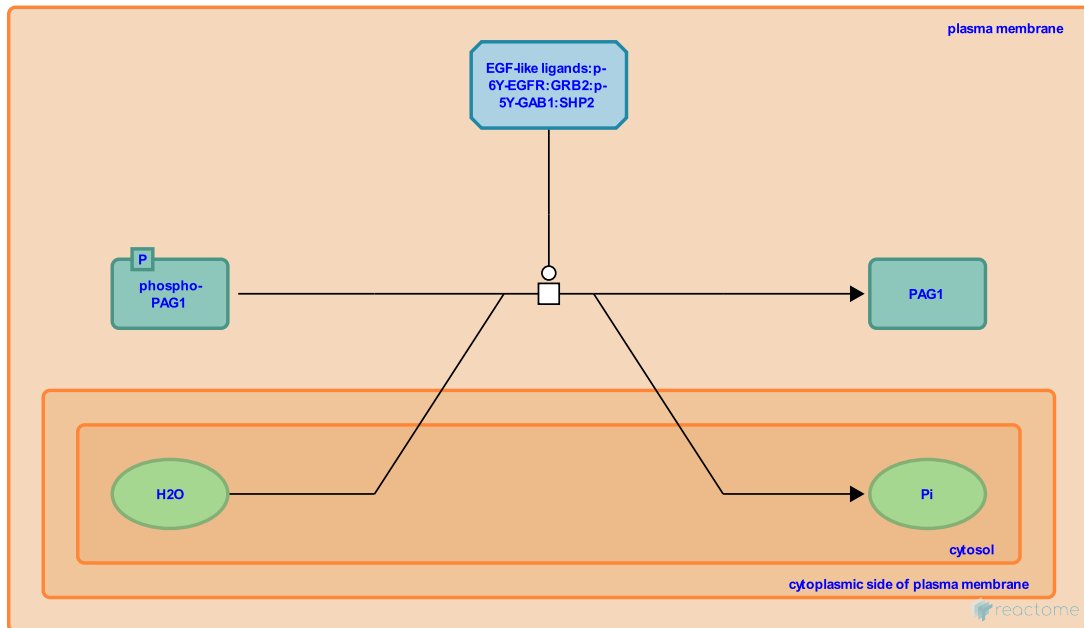 plasma membrane
EGF-like ligands:p-
6Y-EGFR:GRB2:p-
5Y-GAB1:SHP2
P
phospho-
PAG1
PAG1
H2O
Pi
cytosol
cytoplasmic side of plasma membrane
reactome